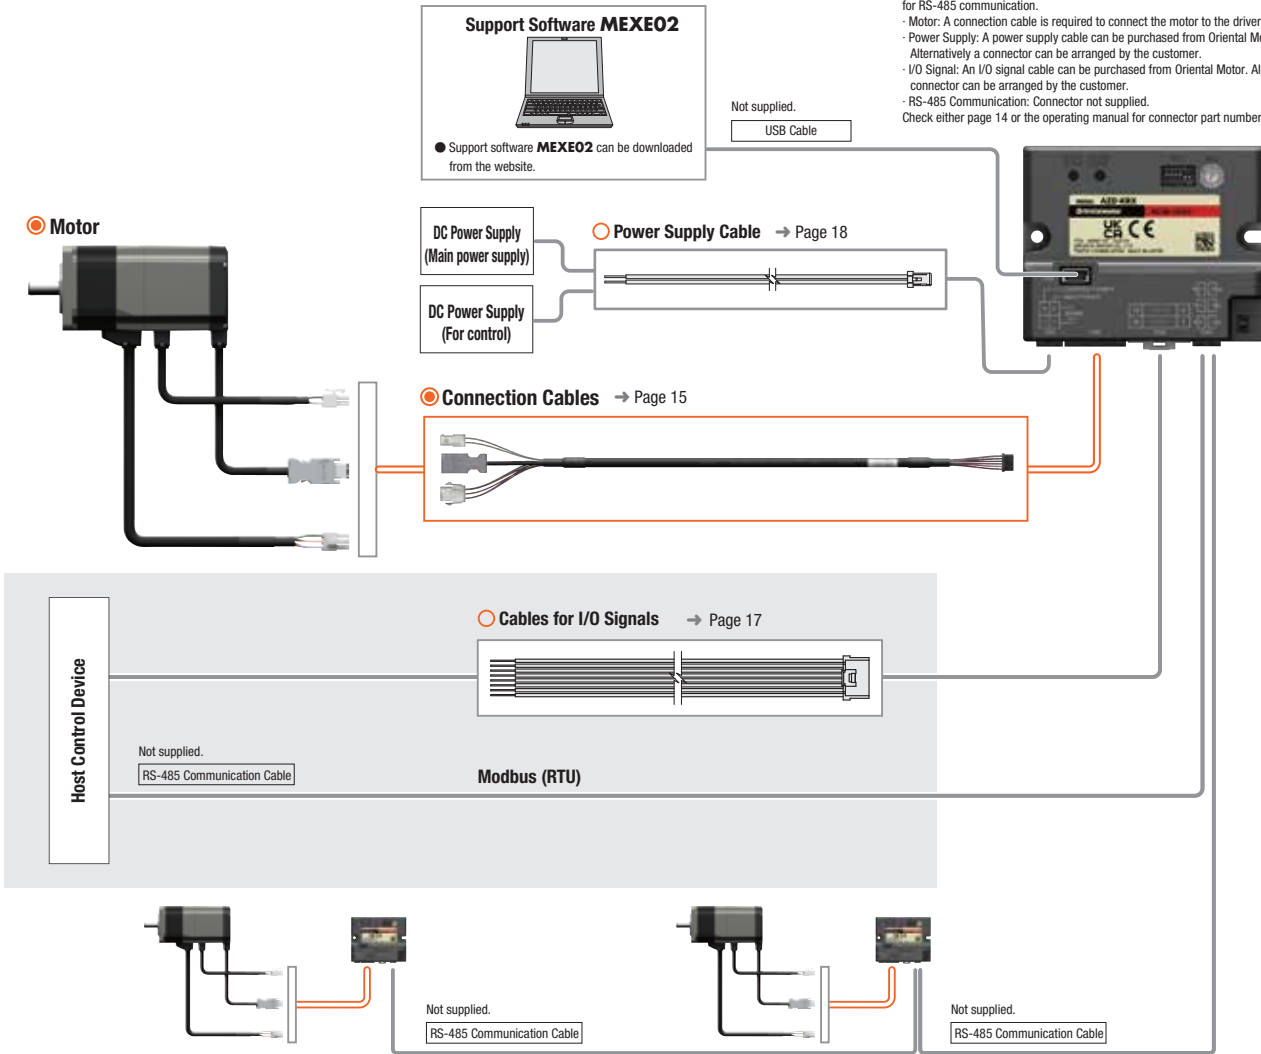 for RS-485 communication.
· Motor: A connection cable is required to connect the motor to the driver
· Power Supply: A power supply cable can be purchased from Oriental Mo
Alternatively a connector can be arranged by the customer.
· I/O Signal: An I/O signal cable can be purchased from Oriental Motor. Al
connector can be arranged by the customer.
· RS-485 Communication: Connector not supplied.
Check either page 14 or the operating manual for connector part number
Support Software MEXE02
● Support software MEXE02 can be downloaded
from the website.
Not supplied.
USB Cable
Motor
DC Power Supply
(Main power supply)
DC Power Supply
(For control)
Power Supply Cable → Page 18
Connection Cables → Page 15
Host Control Device
Cables for I/O Signals → Page 17
Not supplied.
RS-485 Communication Cable
Modbus (RTU)
Not supplied.
RS-485 Communication Cable
Not supplied.
RS-485 Communication Cable